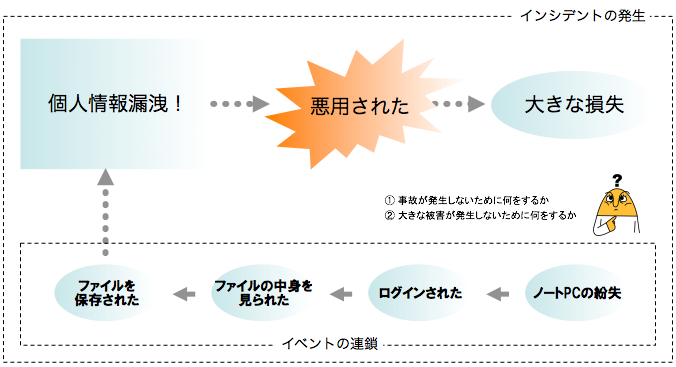 インシデントの発生
個人情報漏洩！
悪用された
大きな損失
?
① 事故が発生しないために何をするか
② 大きな被害が発生しないために何をするか
ファイルを
保存された
ファイルの中身を
見られた
ログインされた
ノートPCの紛失
イベントの連鎖